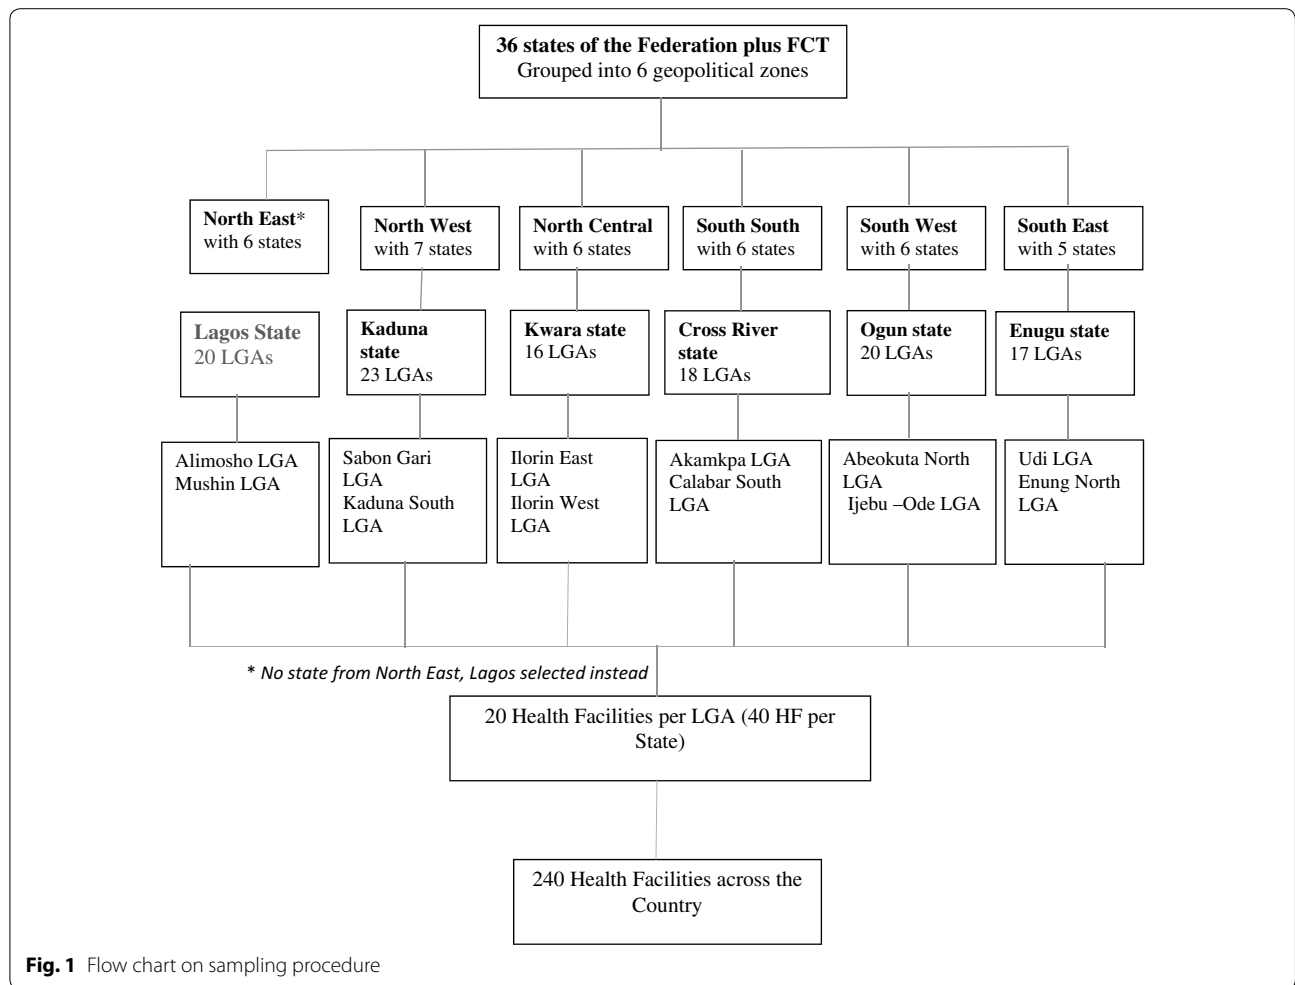 36 states of the Federation plus FCT
Grouped into 6 geopolitical zones
North East*
with 6 states
North West
with 7 states
North Central
with 6 states
South South
with 6 states
South West
with 6 states
South East
with 5 states
Lagos State
20 LGAs
Kaduna
state
23 LGAs
Kwara state
16 LGAs
Cross River
state
18 LGAs
Ogun state
20 LGAs
Enugu state
17 LGAs
Alimosho LGA
Mushin LGA
Sabon Gari
LGA
Kaduna South
LGA
Ilorin East
LGA
Ilorin West
LGA
Akamkpa LGA
Calabar South
LGA
Abeokuta North
LGA
Ijebu –Ode LGA
Udi LGA
Enung North
LGA
* No state from North East, Lagos selected instead
20 Health Facilities per LGA (40 HF per
State)
240 Health Facilities across the
Country
Fig. 1 Flow chart on sampling procedure